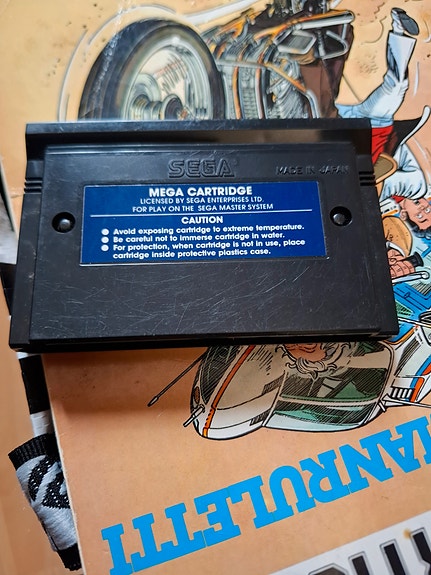 SEGA
MADE IN JAPAN
MEGA CARTRIDGE
LICENSED BY SEGA ENTERPRISES LTD.
FOR PLAY ON THE SEGA MASTER SYSTEM
CAUTION
Avoid exposing cartridge to extreme temperature.
Be careful not to immerse cartridge in water.
For protection, when cartridge is not in use, place
cartridge inside protective plastics case.
ANRULETTI